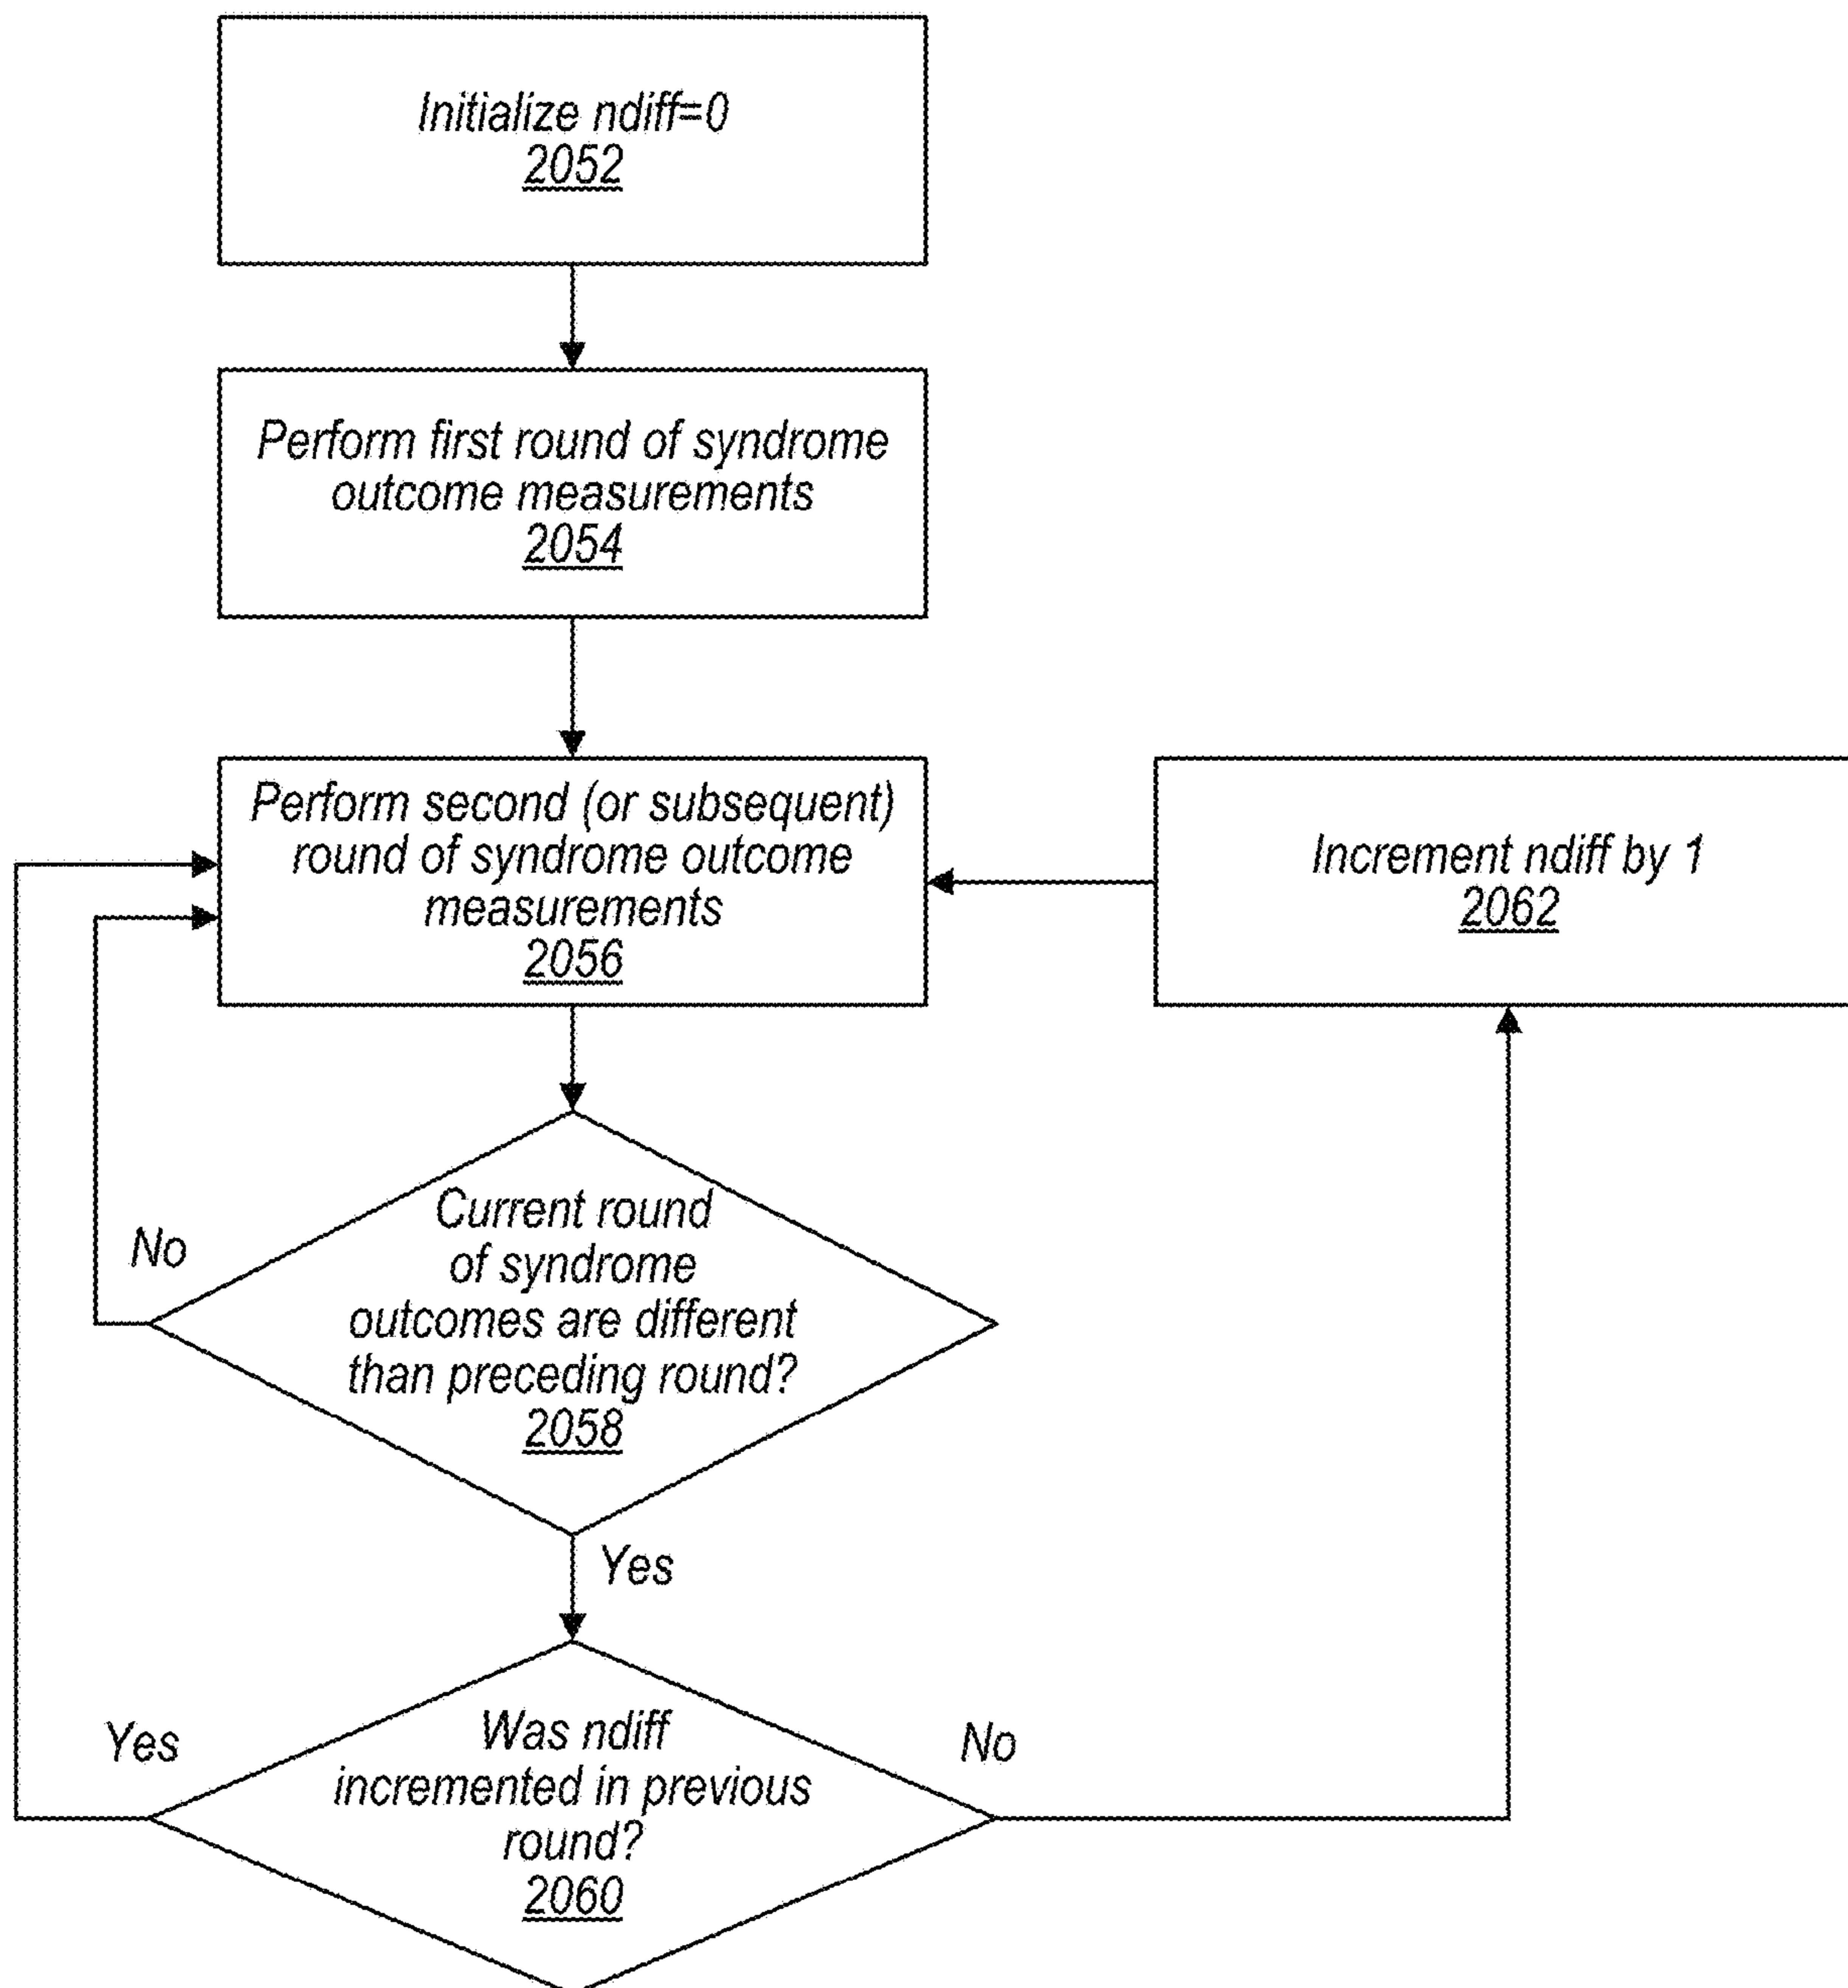 Initialize ndiff=0
2052
Perform first round of syndrome
outcome measurements
2054
Perform second (or subsequent)
round of syndrome outcome
measurements
2056
Increment ndiff by 1
2062
Current round
of syndrome
outcomes are different
than preceding round?
2058
No
Yes
Was ndiff
incremented in previous
round?
2060
Yes
No